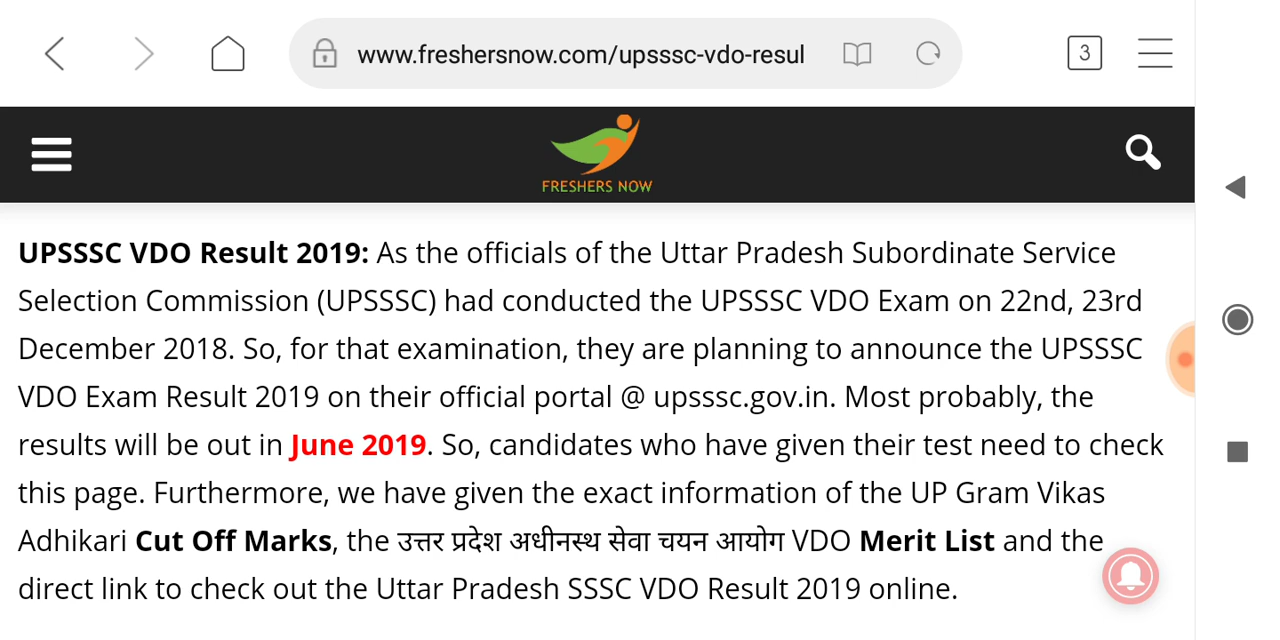 www.freshersnow.com/upsssc-vdo-resul
3
FRESHERS NOW
UPSSSC VDO Result 2019: As the officials of the Uttar Pradesh Subordinate Service
Selection Commission (UPSSSC) had conducted the UPSSSC VDO Exam on 22nd, 23rd
December 2018. So, for that examination, they are planning to announce the UPSSSC
VDO Exam Result 2019 on their official portal @ upsssc.gov.in. Most probably, the
results will be out in June 2019. So, candidates who have given their test need to check
this page. Furthermore, we have given the exact information of the UP Gram Vikas
Adhikari Cut Off Marks, the उत्तर प्रदेश अधीनस्थ सेवा चयन आयोग VDO Merit List and the
direct link to check out the Uttar Pradesh SSSC VDO Result 2019 online.